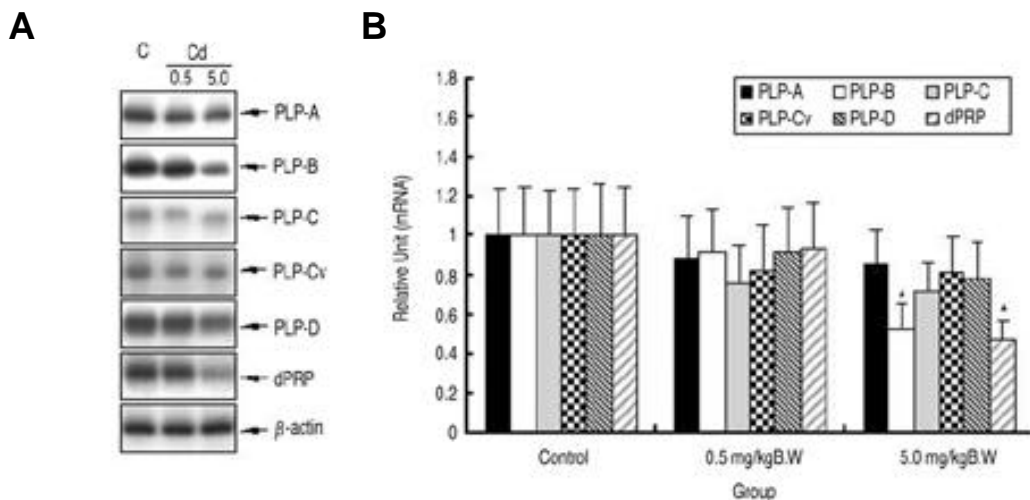 A
C Cd
0.5 5.0
PLP-A
PLP-B
PLP-C
PLP-Cv
PLP-D
dPRP
β-actin
B
Relative Unit (mRNA)
1.8
1.6
1.4
1.2
1
0.8
0.6
0.4
0.2
0
PLP-A PLP-B PLP-C
PLP-Cv PLP-D dPRP
* *
Control 0.5 mg/kgB.W 5.0 mg/kgB.W
Group